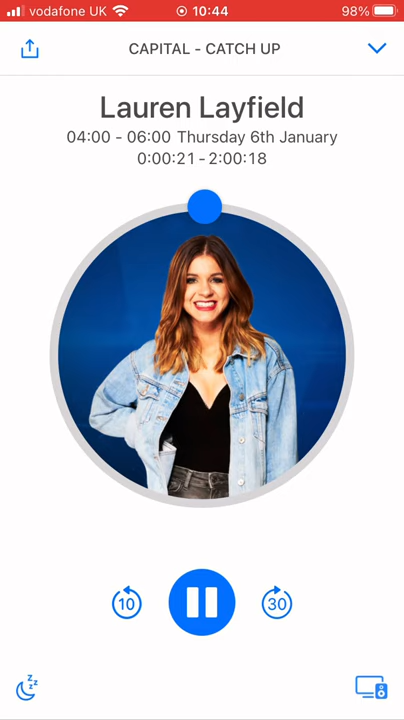 vodafone UK 10:44 98%
CAPITAL - CATCH UP
Lauren Layfield
04:00 - 06:00 Thursday 6th January
0:00:21 - 2:00:18
10 30
z z z